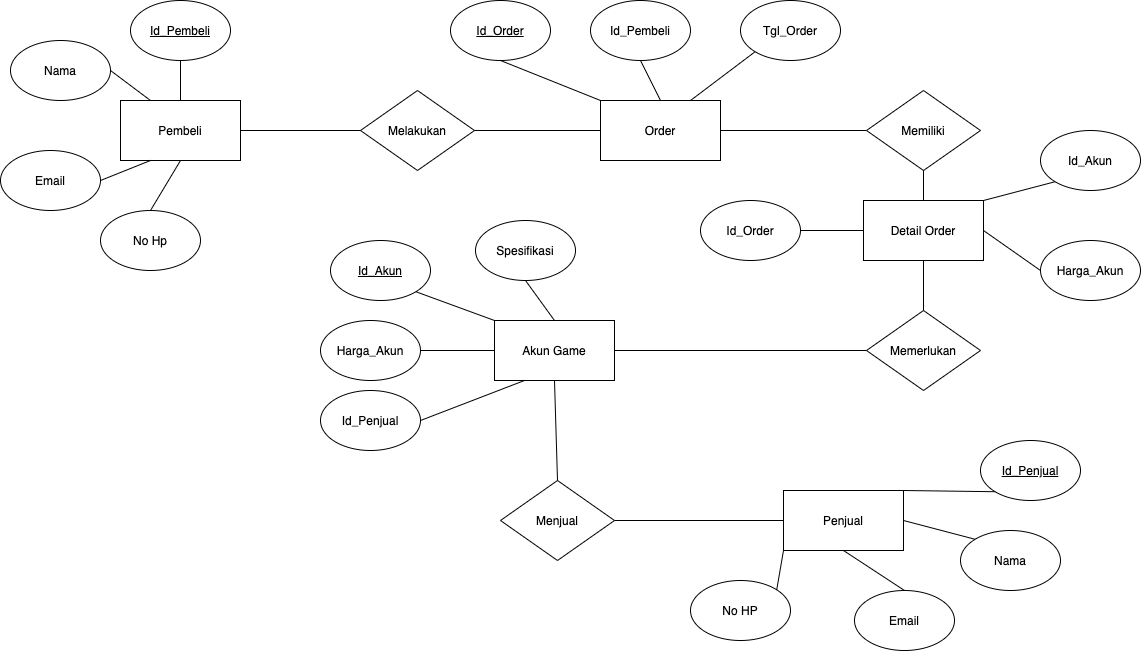 Id_Pembeli
Id_Order
Id_Pembeli
Tgl_Order
Nama
Pembeli
Melakukan
Order
Memiliki
Id_Akun
Email
No Hp
Id_Order
Detail Order
Spesifikasi
Id_Akun
Harga_Akun
Harga_Akun
Akun Game
Memerlukan
Id_Penjual
Id_Penjual
Menjual
Penjual
Nama
No HP
Email